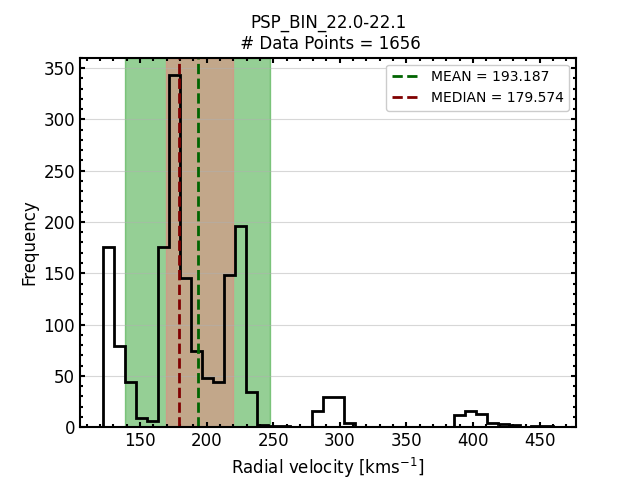 PSP_BIN_22.0-22.1
# Data Points = 1656
MEAN = 193.187
MEDIAN = 179.574
350
300
250
200
150
100
50
0
Frequency
150 200 250 300 350 400 450
Radial velocity [kms⁻¹]